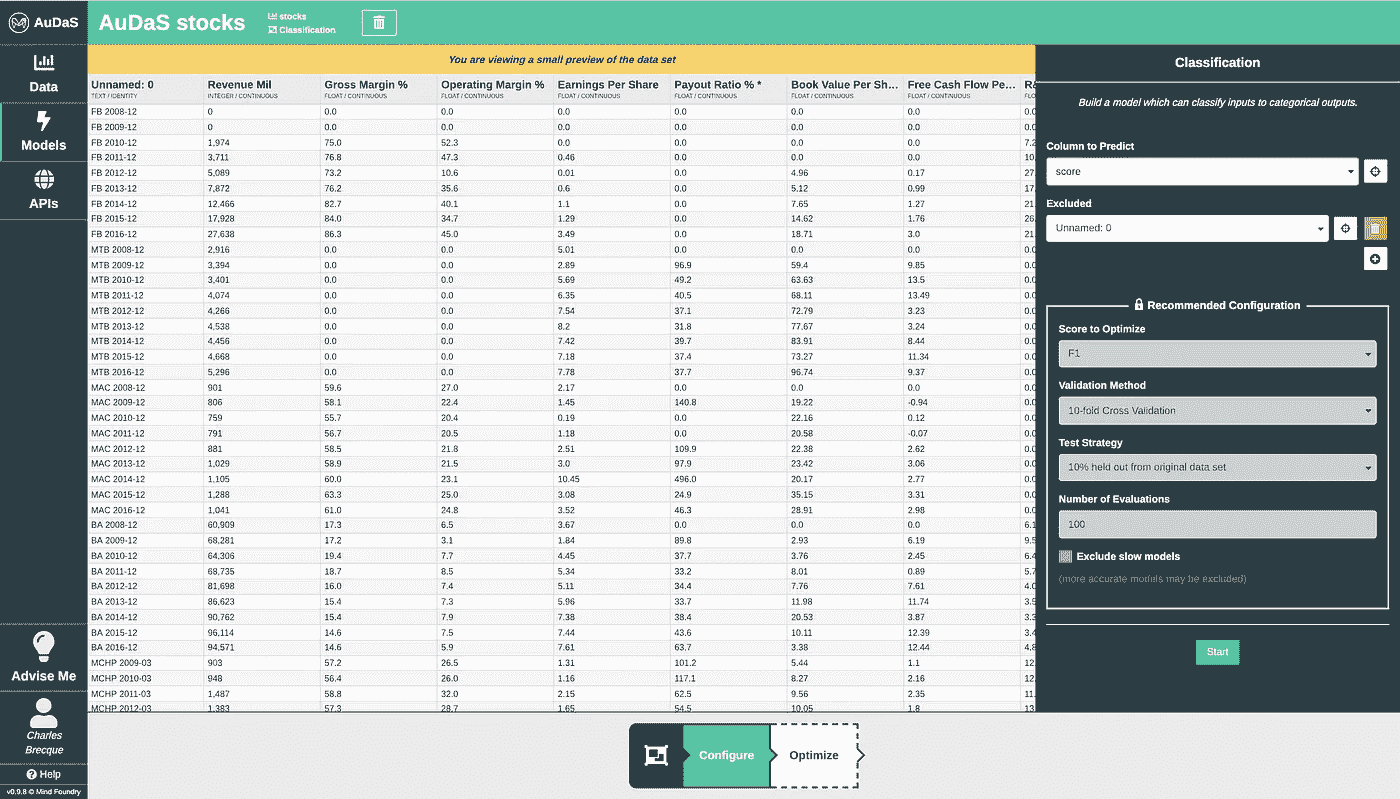 AuDaS
AuDaS stocks
stocks
Classification
Data
Models
APIs
Advise Me
Charles
Brecque
Help
v0.9.8 © Mind Foundry
You are viewing a small preview of the data set
Unnamed: 0 Revenue Mil Gross Margin % Operating Margin % Earnings Per Share Payout Ratio % * Book Value Per Sh... Free Cash Flow Pe...
TEXT / IDENTITY INTEGER / CONTINUOUS FLOAT / CONTINUOUS FLOAT / CONTINUOUS FLOAT / CONTINUOUS FLOAT / CONTINUOUS FLOAT / CONTINUOUS FLOAT / CONTINUOUS
FB 2008-12 0 0.0 0.0 0.0 0.0 0.0 0.0 0.0
FB 2009-12 0 0.0 0.0 0.0 0.0 0.0 0.0 0.0
FB 2010-12 1,974 75.0 52.3 0.0 0.0 0.0 0.0 7.2
FB 2011-12 3,711 76.8 47.3 0.46 0.0 0.0 0.0 10.
FB 2012-12 5,089 73.2 10.6 0.01 0.0 4.96 0.17 27
FB 2013-12 7,872 76.2 35.6 0.6 0.0 5.12 0.99 17
FB 2014-12 12,466 82.7 40.1 1.1 0.0 7.65 1.27 21
FB 2015-12 17,928 84.0 34.7 1.29 0.0 14.62 1.76 26
FB 2016-12 27,638 86.3 45.0 3.49 0.0 18.71 3.0 21
MTB 2008-12 2,916 0.0 0.0 5.01 0.0 0.0 0.0 0.0
MTB 2009-12 3,394 0.0 0.0 2.89 96.9 59.4 9.85 0.0
MTB 2010-12 3,401 0.0 0.0 5.69 49.2 63.63 13.5 0.0
MTB 2011-12 4,074 0.0 0.0 6.35 40.5 68.11 13.49 0.0
MTB 2012-12 4,266 0.0 0.0 7.54 37.1 72.79 3.23 0.0
MTB 2013-12 4,538 0.0 0.0 8.2 31.8 77.67 3.24 0.0
MTB 2014-12 4,456 0.0 0.0 7.42 39.7 83.91 8.44 0.0
MTB 2015-12 4,668 0.0 0.0 7.18 37.4 73.27 11.34 0.0
MTB 2016-12 5,296 0.0 0.0 7.78 37.7 96.74 9.37 0.0
MAC 2008-12 901 59.6 27.0 2.17 0.0 0.0 0.0 0.0
MAC 2009-12 806 58.1 22.4 1.45 140.8 19.22 -0.94 0.0
MAC 2010-12 759 55.7 20.4 0.19 0.0 22.16 0.12 0.0
MAC 2011-12 791 56.7 20.5 1.18 0.0 20.58 -0.07 0.0
MAC 2012-12 881 58.5 21.8 2.51 109.9 22.38 2.62 0.0
MAC 2013-12 1,029 58.9 21.5 3.0 97.9 23.42 3.06 0.0
MAC 2014-12 1,105 60.0 23.1 10.45 496.0 20.17 2.77 0.0
MAC 2015-12 1,288 63.3 25.0 3.08 24.9 35.15 3.31 0.0
MAC 2016-12 1,041 61.0 24.8 3.52 46.3 28.91 2.98 0.0
BA 2008-12 60,909 17.3 6.5 3.67 0.0 0.0 0.0 6.1
BA 2009-12 68,281 17.2 3.1 1.84 89.8 2.93 6.19 9.5
BA 2010-12 64,306 19.4 7.7 4.45 37.7 3.76 2.45 6.4
BA 2011-12 68,735 18.7 8.5 5.34 33.2 8.01 0.89 5.7
BA 2012-12 81,698 16.0 7.4 5.11 34.4 7.76 7.61 4.0
BA 2013-12 86,623 15.4 7.3 5.96 33.7 11.98 11.74 3.5
BA 2014-12 90,762 15.4 7.9 7.38 38.4 20.53 3.87 3.3
BA 2015-12 96,114 14.6 7.5 7.44 43.6 10.11 12.39 3.4
BA 2016-12 94,571 14.6 5.9 7.61 63.7 3.38 12.44 4.8
MCHP 2009-03 903 57.2 26.5 1.31 101.2 5.44 1.1 12
MCHP 2010-03 948 56.4 26.0 1.16 117.1 8.27 2.16 12
MCHP 2011-03 1,487 58.8 32.0 2.15 62.5 9.56 2.35 11.
MCHP 2012-03 1,383 57.3 28.7 1.65 54.5 10.05 1.8 13
Classification
Build a model which can classify inputs to categorical outputs.
Column to Predict
score
Excluded
Unnamed: 0
Recommended Configuration
Score to Optimize
F1
Validation Method
10-fold Cross Validation
Test Strategy
10% held out from original data set
Number of Evaluations
100
Exclude slow models
(more accurate models may be excluded)
Start
Configure
Optimize